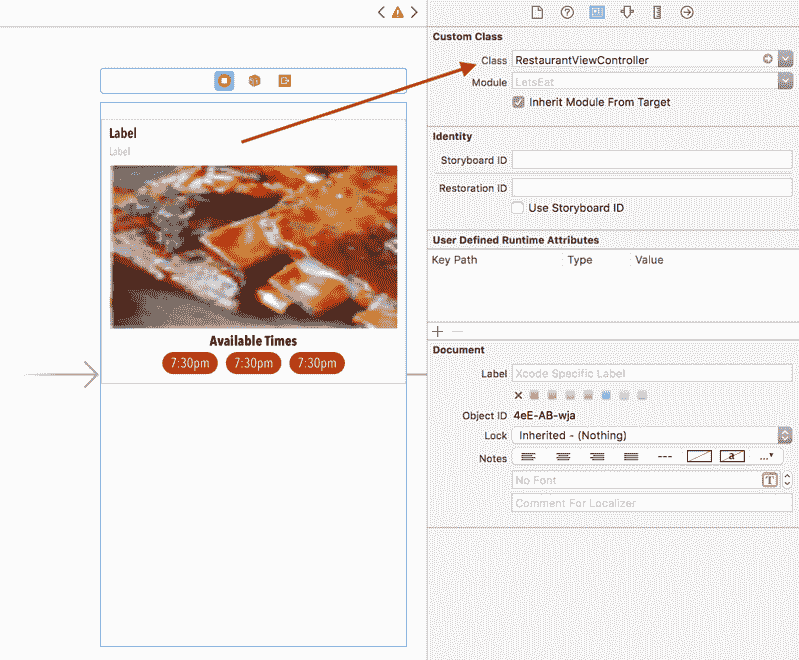 Label
Label
Available Times
7:30pm 7:30pm 7:30pm
Custom Class
Class RestaurantViewController
Module LetsEat
Inherit Module From Target
Identity
Storyboard ID
Restoration ID
Use Storyboard ID
User Defined Runtime Attributes
Key Path Type Value
Document
Label Xcode Specific Label
Object ID 4eE-AB-wja
Lock Inherited - (Nothing)
Notes --- a ...
No Font T
Comment For Localizer